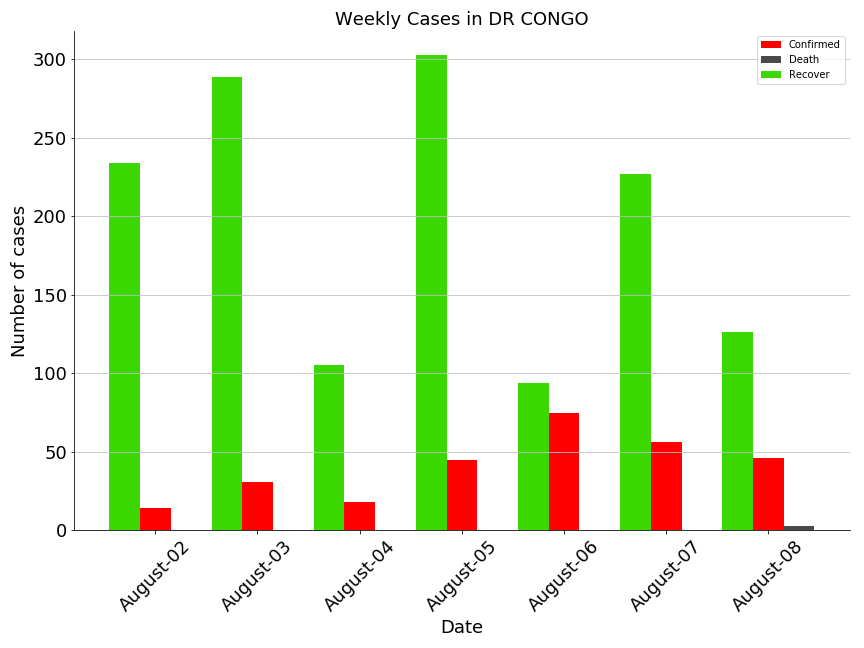 Weekly Cases in DR CONGO
Confirmed
Death
Recover
300
250
200
150
100
50
0
Number of cases
August-02
August-03
August-04
August-05
August-06
August-07
August-08
Date